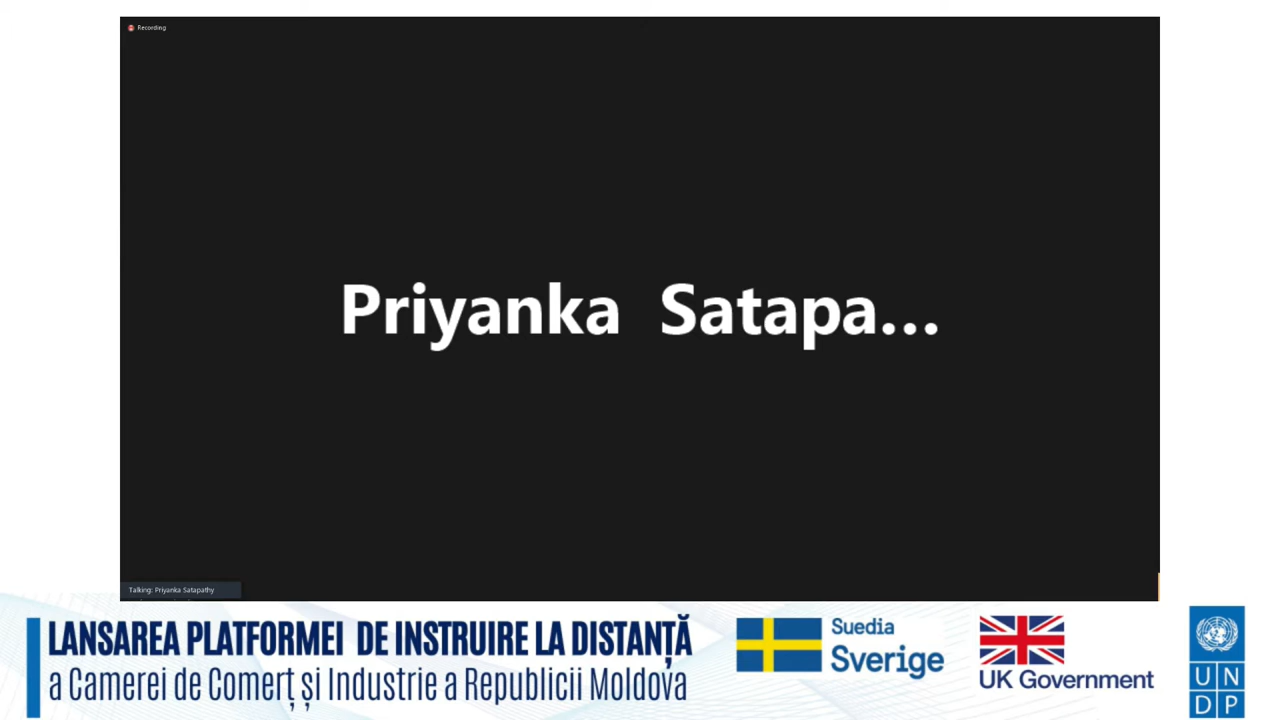 Recording
Priyanka Satapa...
Talking: Priyanka Satapathy
LANSAREA PLATFORMEI DE INSTRUIRE LA DISTANȚĂ
a Camerei de Comerț și Industrie a Republicii Moldova
Suedia
Sverige
UK Government
U N
D P